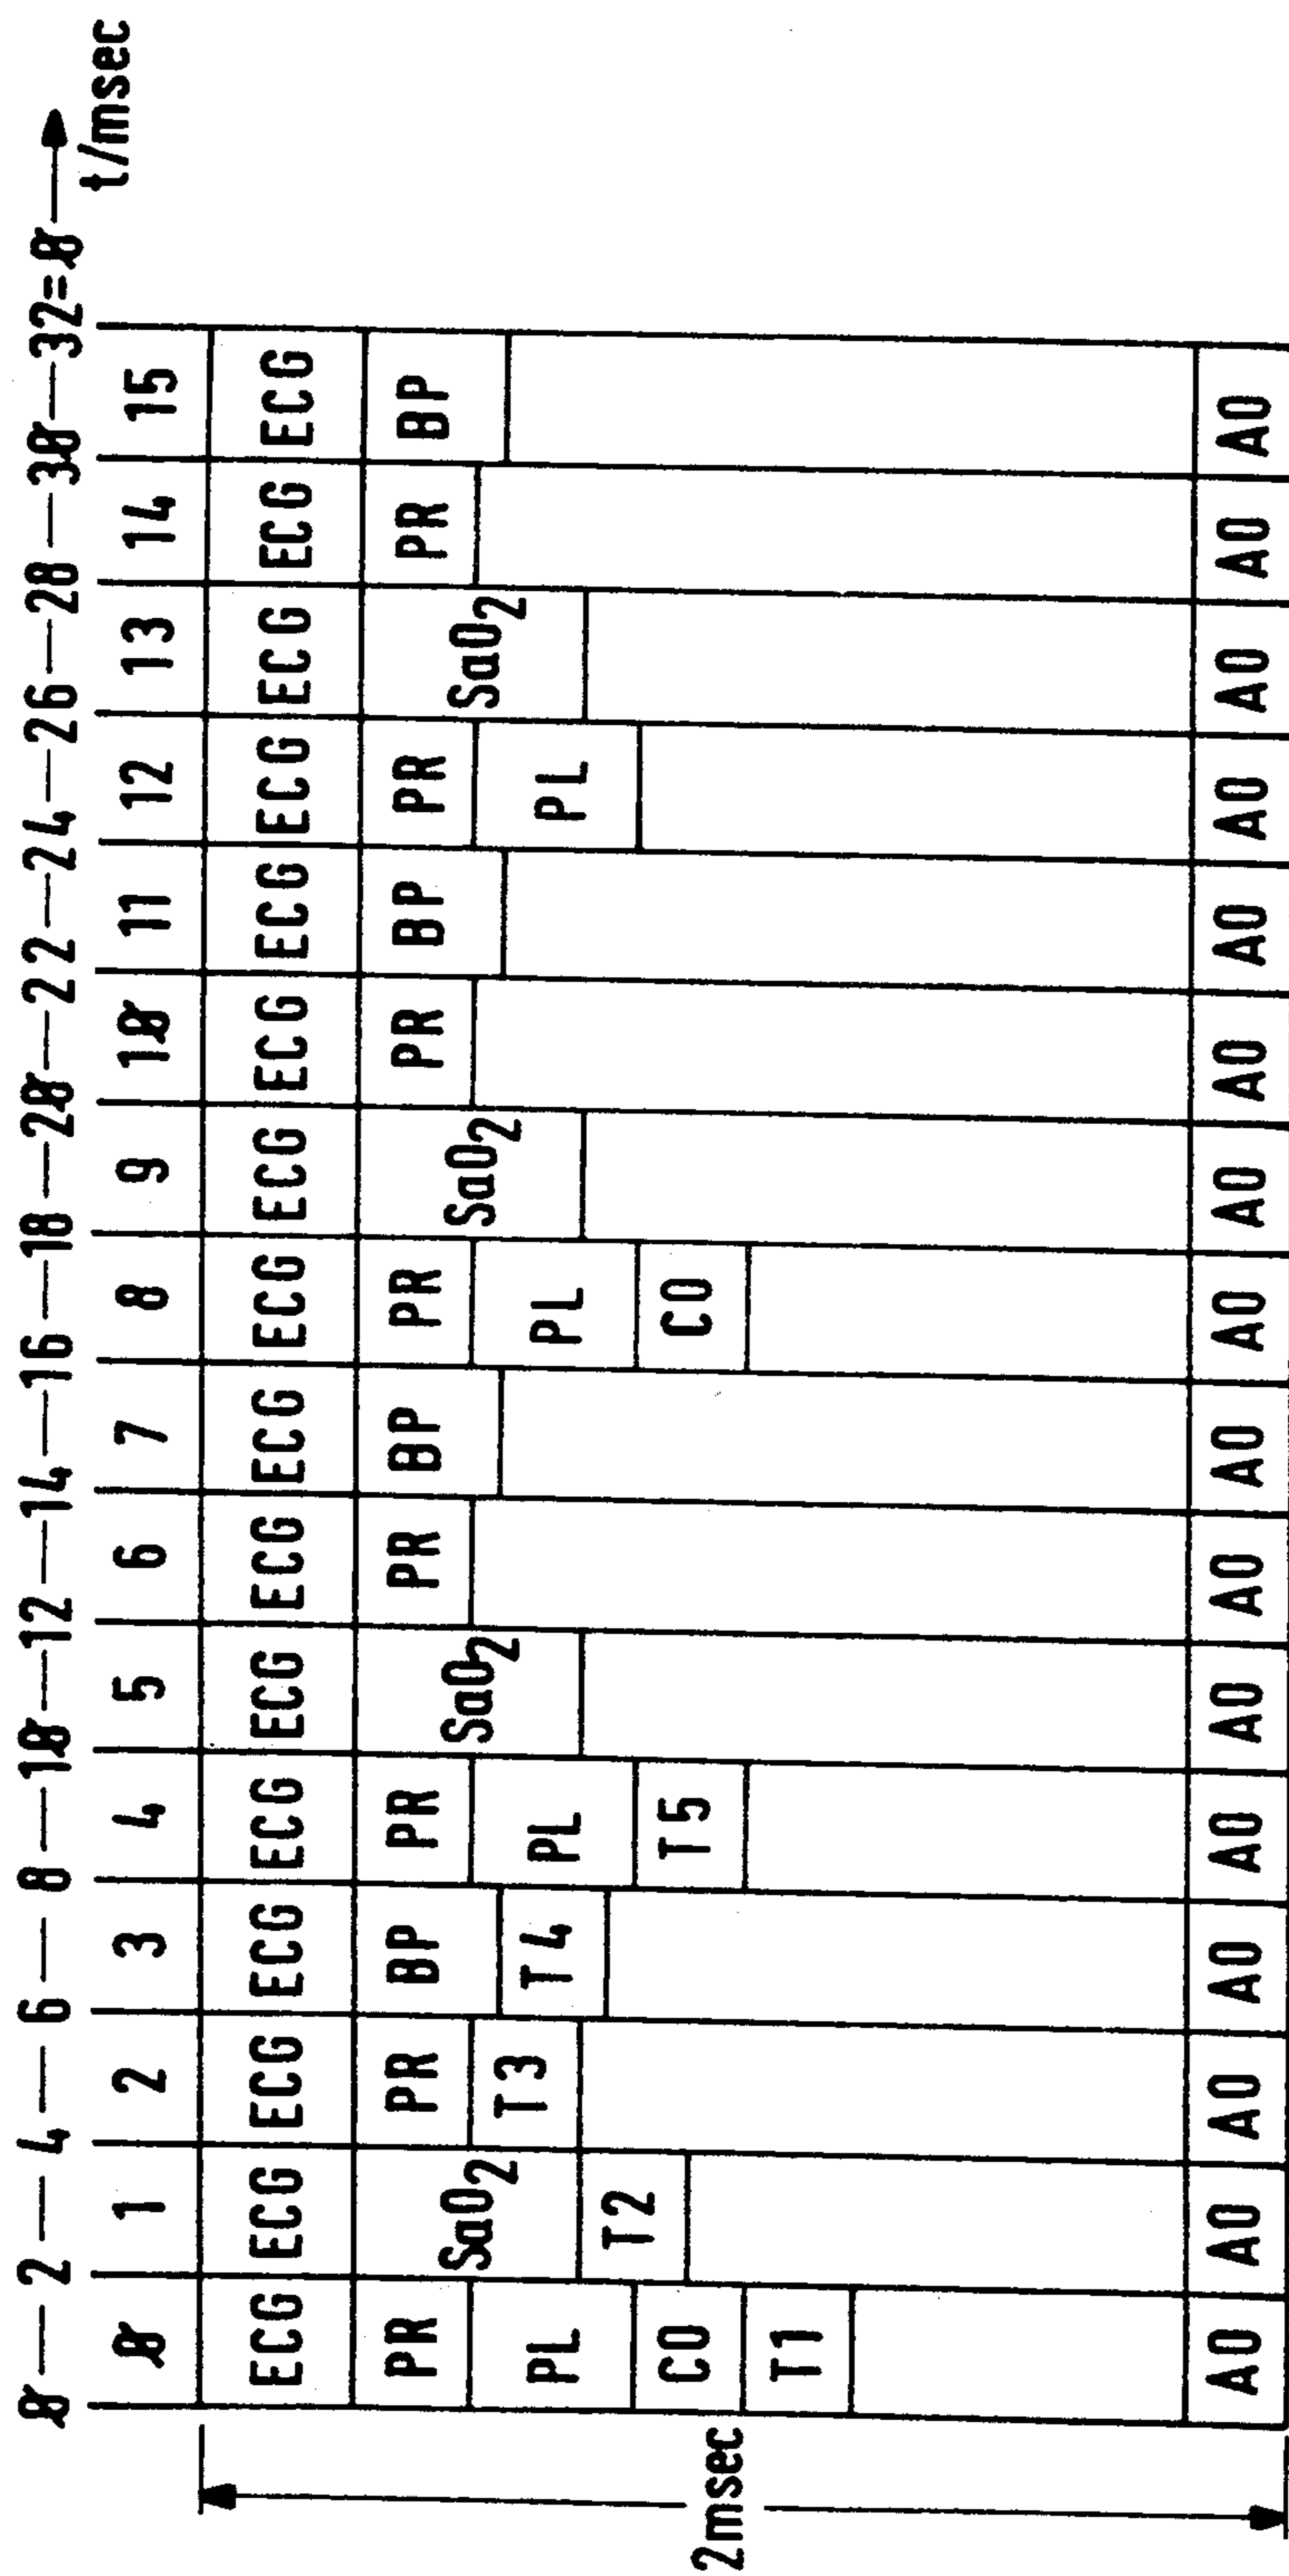 0—2—4—6—8—10—12—14—16—18—20—22—24—26—28—30—32=0 → t/msec
0 1 2 3 4 5 6 7 8 9 10 11 12 13 14 15
ECG ECG ECG ECG ECG ECG ECG ECG ECG ECG ECG ECG ECG ECG ECG ECG
PR SaO2 PR BP PR SaO2 PR BP PR SaO2 PR BP PR SaO2 PR BP
PL T2 T3 T4 PL PL PL
CO T5 CO
T1
AO AO AO AO AO AO AO AO AO AO AO AO AO AO AO AO
2msec